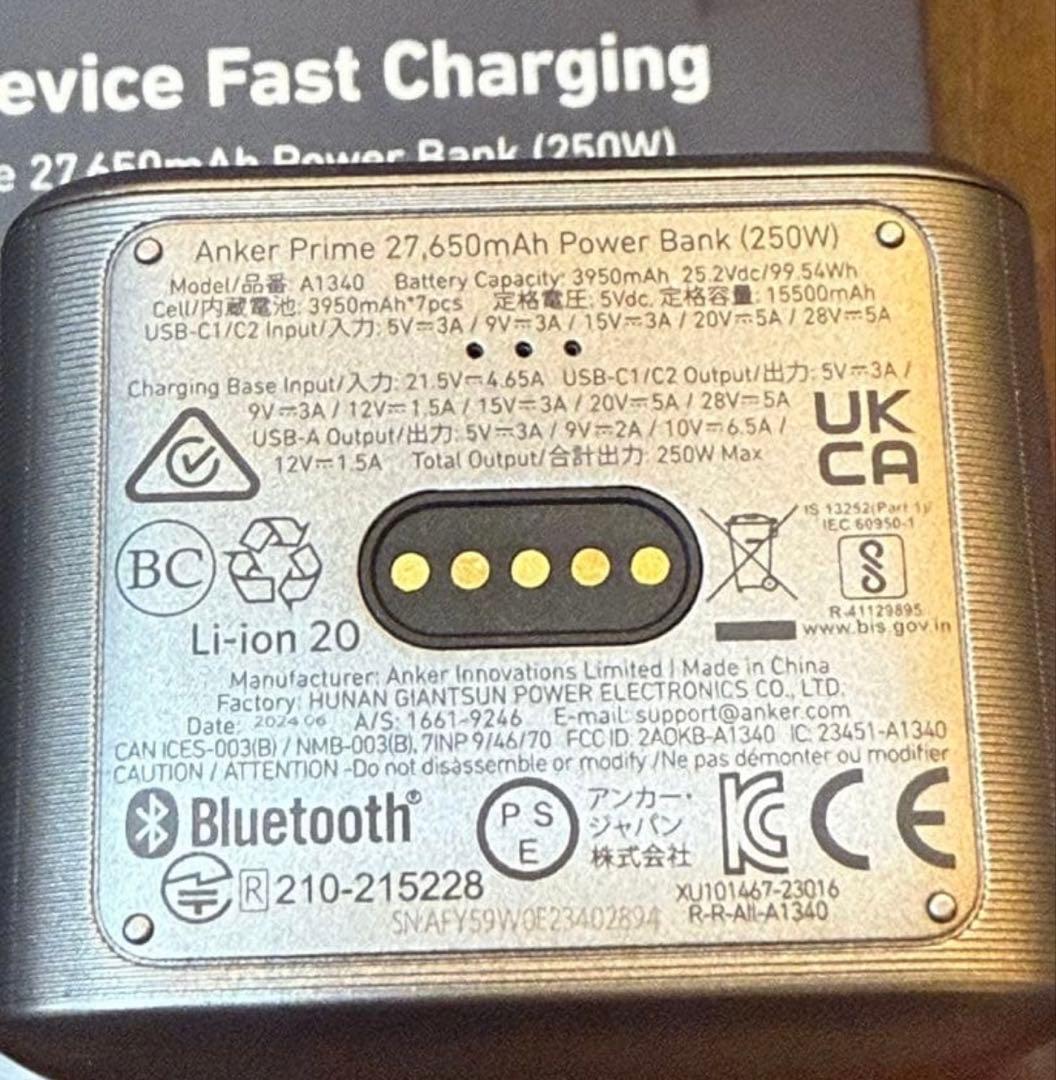 evice Fast Charging
e 27,650mAh Power Bank (250W)
Anker Prime 27,650mAh Power Bank (250W)
Model/品番: A1340 Battery Capacity: 3950mAh 25.2Vdc/99.54Wh
Cell/内蔵電池: 3950mAh*7pcs 定格電圧: 5Vdc, 定格容量: 15500mAh
USB-C1/C2 Input/入力: 5V⎓3A / 9V⎓3A / 15V⎓3A / 20V⎓5A / 28V⎓5A
Charging Base Input/入力: 21.5V⎓4.65A USB-C1/C2 Output/出力: 5V⎓3A /
9V⎓3A / 12V⎓1.5A / 15V⎓3A / 20V⎓5A / 28V⎓5A
USB-A Output/出力: 5V⎓3A / 9V⎓2A / 10V⎓6.5A /
12V⎓1.5A Total Output/合計出力: 250W Max
UK
CA
BC
Li-ion 20
IS 13252(Part 1)/
IEC 60950-1
R-41129895
www.bis.gov.in
Manufacturer: Anker Innovations Limited | Made in China
Factory: HUNAN GIANTSUN POWER ELECTRONICS CO., LTD.
Date: 2024 06 A/S: 1661-9246 E-mail: support@anker.com
CAN ICES-003(B) / NMB-003(B), 7INP9/46/70 FCC ID: 2AOKB-A1340 IC: 23451-A1340
CAUTION / ATTENTION -Do not disassemble or modify /Ne pas démonter ou modifier
Bluetooth®
P S
E
アンカー・
ジャパン
株式会社
KC CE
R 210-215228
XU101467-23016
R-R-AnI-A1340
SN:AFY59W0E23402894